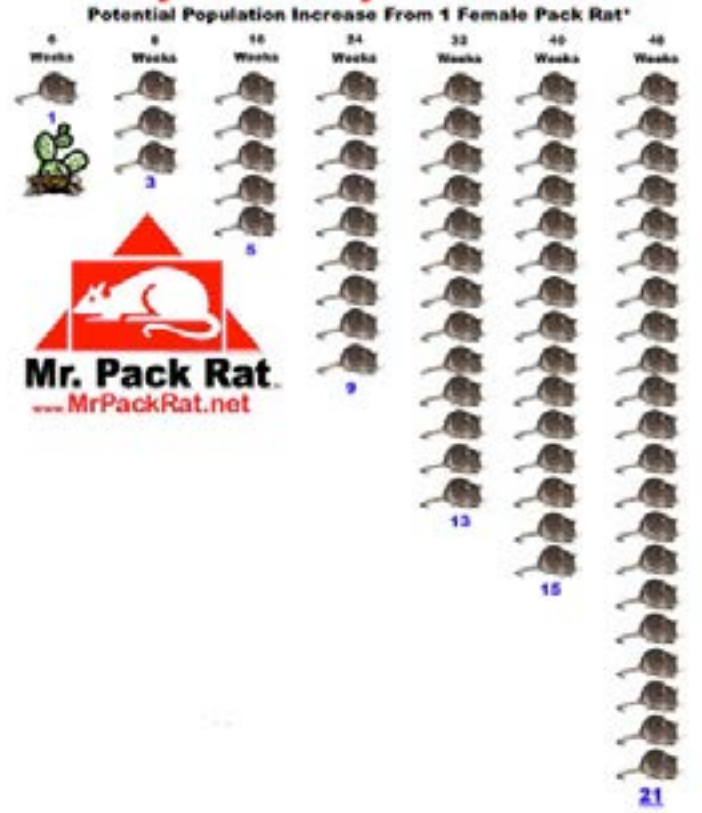 Potential Population Increase From 1 Female Pack Rat*
8 16 24 32 40 48
Weeks Weeks Weeks Weeks Weeks Weeks Weeks
1
3
5
9
13
15
21
Mr. Pack Rat
www.MrPackRat.net